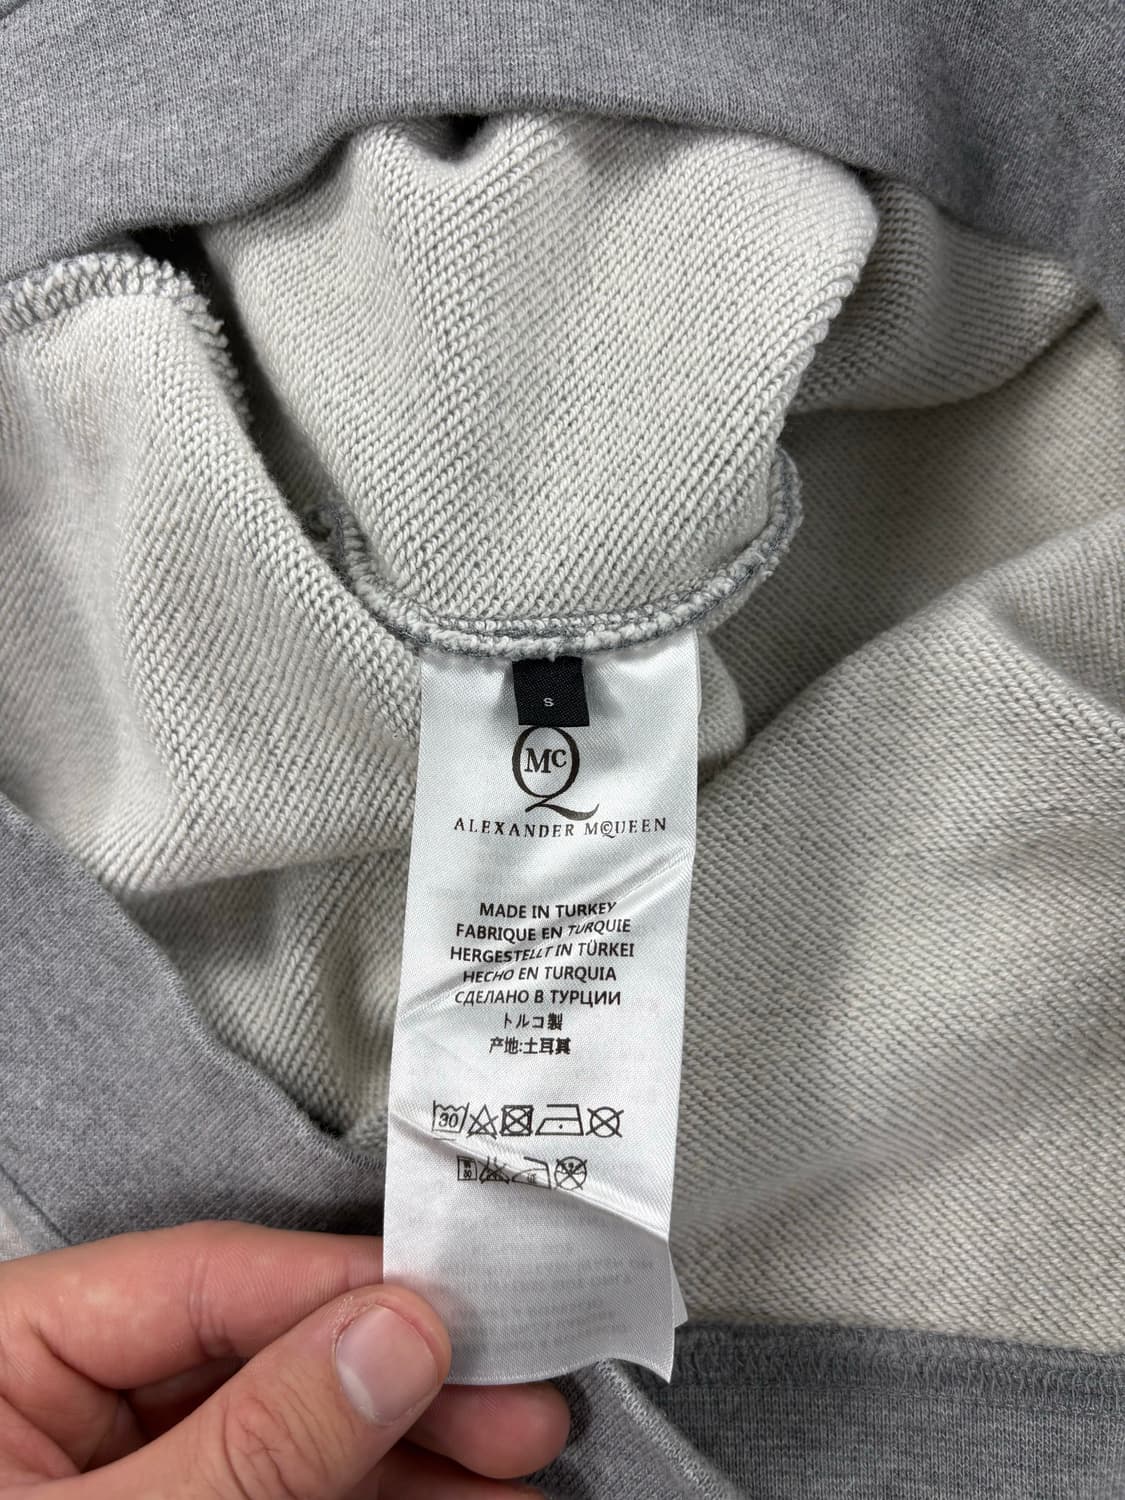 S
McQ
ALEXANDER MCQUEEN
MADE IN TURKEY
FABRIQUE EN TURQUIE
HERGESTELLT IN TÜRKEI
HECHO EN TURQUIA
СДЕЛАНО В ТУРЦИИ
トルコ製
产地:土耳其
30